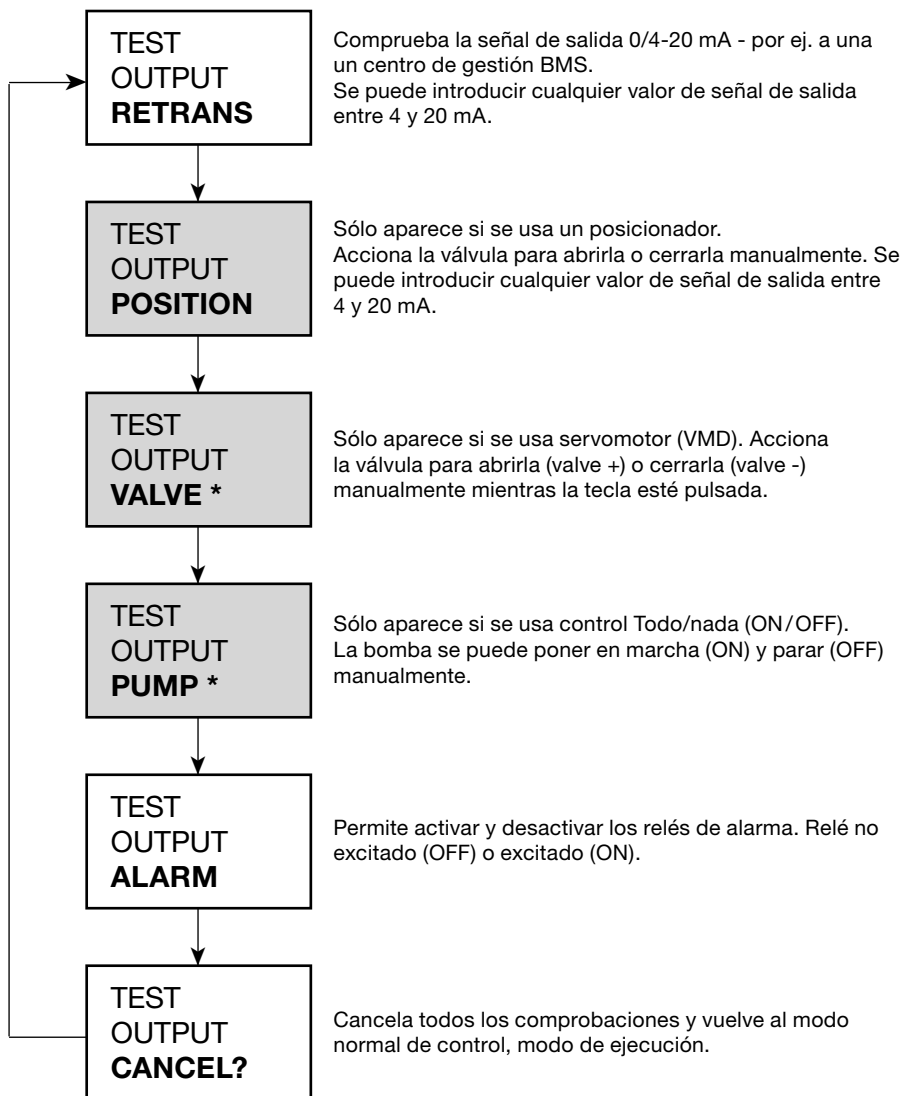 TEST
OUTPUT
RETRANS
Comprueba la señal de salida 0/4-20 mA - por ej. a una
un centro de gestión BMS.
Se puede introducir cualquier valor de señal de salida
entre 4 y 20 mA.
TEST
OUTPUT
POSITION
Sólo aparece si se usa un posicionador.
Acciona la válvula para abrirla o cerrarla manualmente. Se
puede introducir cualquier valor de señal de salida entre
4 y 20 mA.
TEST
OUTPUT
VALVE *
Sólo aparece si se usa servomotor (VMD). Acciona
la válvula para abrirla (valve +) o cerrarla (valve -)
manualmente mientras la tecla esté pulsada.
TEST
OUTPUT
PUMP *
Sólo aparece si se usa control Todo/nada (ON/OFF).
La bomba se puede poner en marcha (ON) y parar (OFF)
manualmente.
TEST
OUTPUT
ALARM
Permite activar y desactivar los relés de alarma. Relé no
excitado (OFF) o excitado (ON).
TEST
OUTPUT
CANCEL?
Cancela todos los comprobaciones y vuelve al modo
normal de control, modo de ejecución.